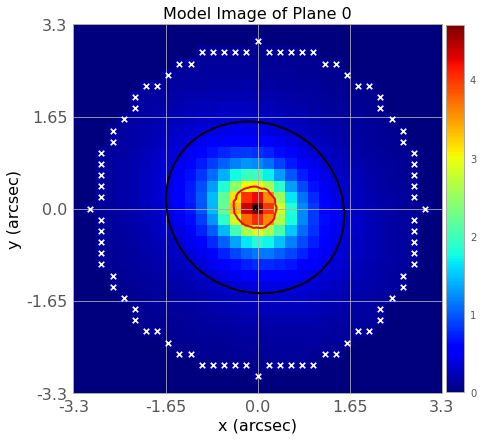 Model Image of Plane 0
3.3
1.65
0.0
-1.65
-3.3
y (arcsec)
-3.3 -1.65 0.0 1.65 3.3
x (arcsec)
4
3
2
1
0